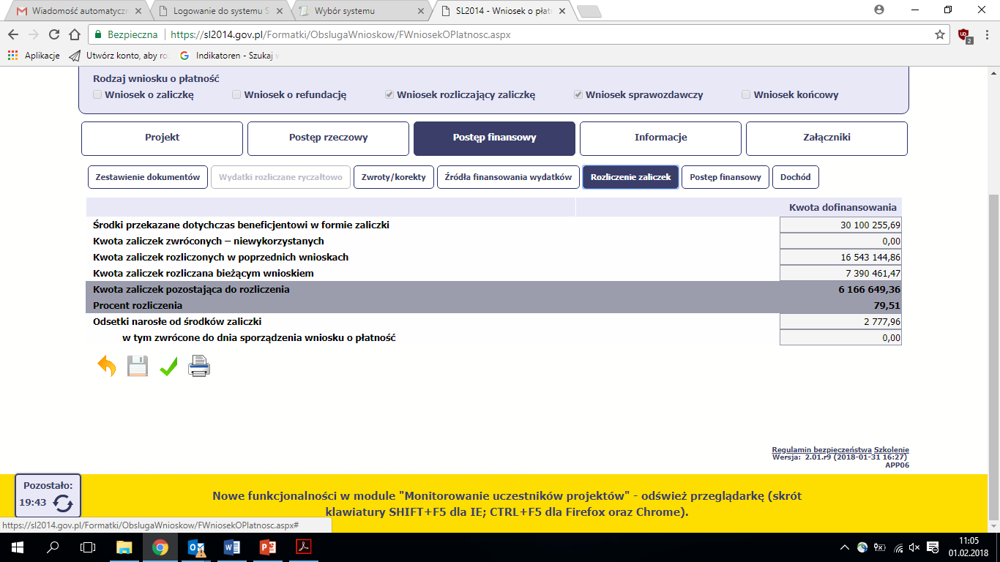 Wiadomość automatyczn
Logowanie do systemu S
Wybór systemu
SL2014 - Wniosek o płat
Bezpieczna
https://sl2014.gov.pl/Formatki/ObslugaWnioskow/FWniosekOPlatnosc.aspx
2
Aplikacje
Utwórz konto, aby ro
Indikatoren - Szukaj
Rodzaj wniosku o płatność
Wniosek o zaliczkę
Wniosek o refundację
Wniosek rozliczający zaliczkę
Wniosek sprawozdawczy
Wniosek końcowy
Projekt
Postęp rzeczowy
Postęp finansowy
Informacje
Załączniki
Zestawienie dokumentów
Wydatki rozliczane ryczałtowo
Zwroty/korekty
Źródła finansowania wydatków
Rozliczenie zaliczek
Postęp finansowy
Dochód
Kwota dofinansowania
Środki przekazane dotychczas beneficjentowi w formie zaliczki 30 100 255,69
Kwota zaliczek zwróconych – niewykorzystanych 0,00
Kwota zaliczek rozliczonych w poprzednich wnioskach 16 543 144,86
Kwota zaliczek rozliczana bieżącym wnioskiem 7 390 461,47
Kwota zaliczek pozostająca do rozliczenia 6 166 649,36
Procent rozliczenia 79,51
Odsetki narosłe od środków zaliczki 2 777,96
w tym zwrócone do dnia sporządzenia wniosku o płatność 0,00
Regulamin bezpieczeństwa Szkolenie
Wersja: 2.01.r9 (2018-01-31 16:27)
APP06
Pozostało:
19:43
Nowe funkcjonalności w module "Monitorowanie uczestników projektów" - odśwież przeglądarkę (skrót
klawiatury SHIFT+F5 dla IE; CTRL+F5 dla Firefox oraz Chrome).
https://sl2014.gov.pl/Formatki/ObslugaWnioskow/FWniosekOPlatnosc.aspx#
11:05
01.02.2018